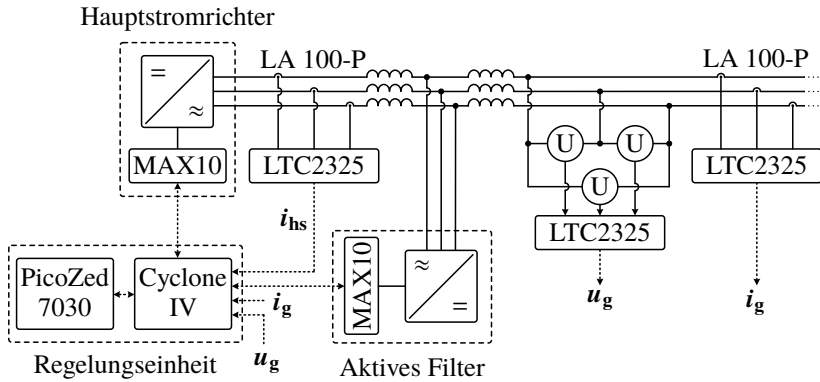 Hauptstromrichter
LA 100-P
LA 100-P
=
≈
MAX10
LTC2325
U
U
U
LTC2325
LTC2325
i_hs
PicoZed
7030
Cyclone
IV
MAX10
≈
=
i_g
u_g
u_g
i_g
Regelungseinheit
Aktives Filter